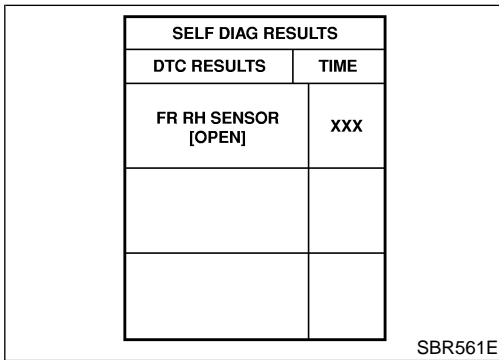 SELF DIAG RESULTS
DTC RESULTS TIME
FR RH SENSOR
[OPEN]
XXX
SBR561E